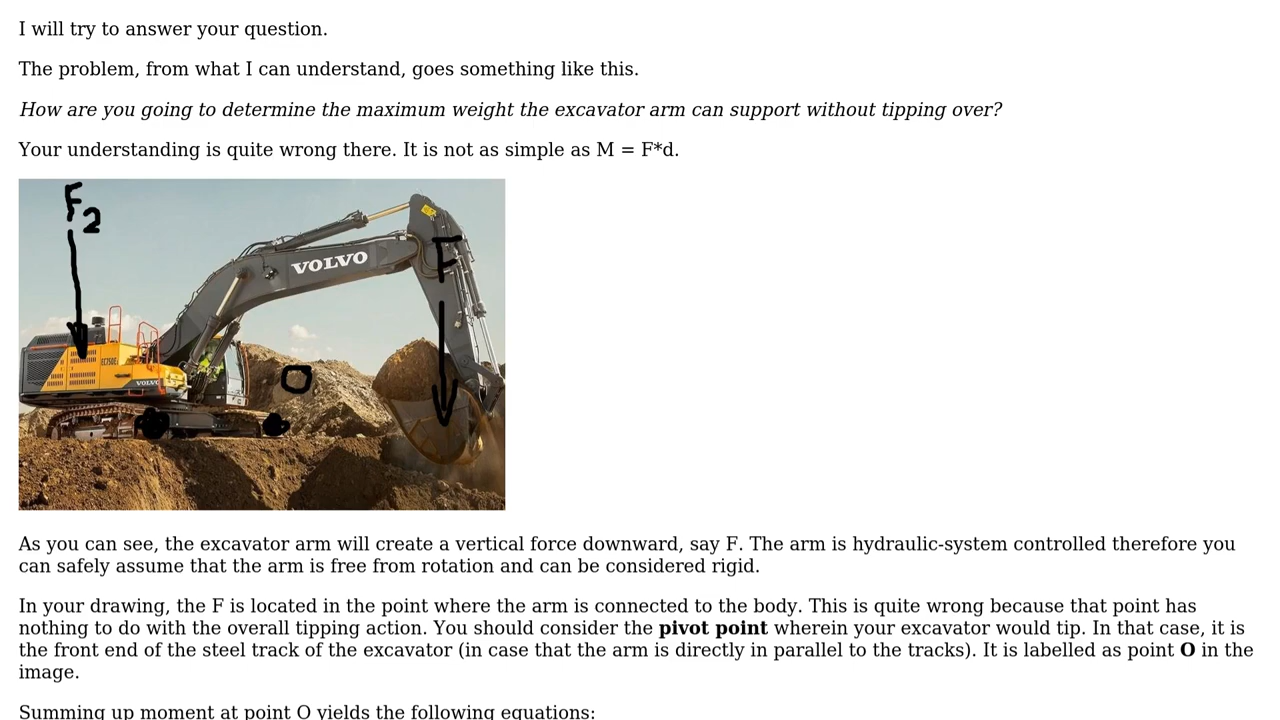 I will try to answer your question.
The problem, from what I can understand, goes something like this.
How are you going to determine the maximum weight the excavator arm can support without tipping over?
Your understanding is quite wrong there. It is not as simple as M = F*d.
F2
VOLVO
F
EC750E
VOLVO
O
As you can see, the excavator arm will create a vertical force downward, say F. The arm is hydraulic-system controlled therefore you
can safely assume that the arm is free from rotation and can be considered rigid.
In your drawing, the F is located in the point where the arm is connected to the body. This is quite wrong because that point has
nothing to do with the overall tipping action. You should consider the pivot point wherein your excavator would tip. In that case, it is
the front end of the steel track of the excavator (in case that the arm is directly in parallel to the tracks). It is labelled as point O in the
image.
Summing up moment at point O yields the following equations: